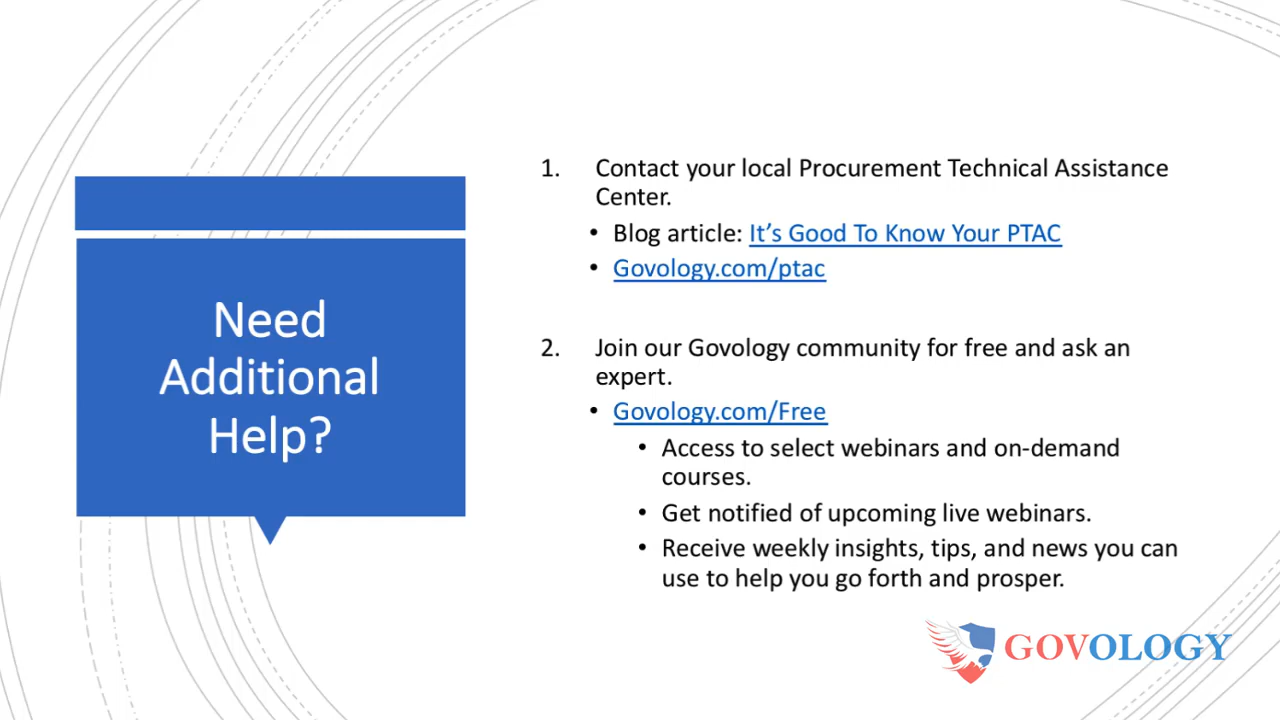 Need
Additional
Help?
1. Contact your local Procurement Technical Assistance
Center.
• Blog article: It’s Good To Know Your PTAC
• Govology.com/ptac
2. Join our Govology community for free and ask an
expert.
• Govology.com/Free
• Access to select webinars and on-demand
courses.
• Get notified of upcoming live webinars.
• Receive weekly insights, tips, and news you can
use to help you go forth and prosper.
GOVOLOGY